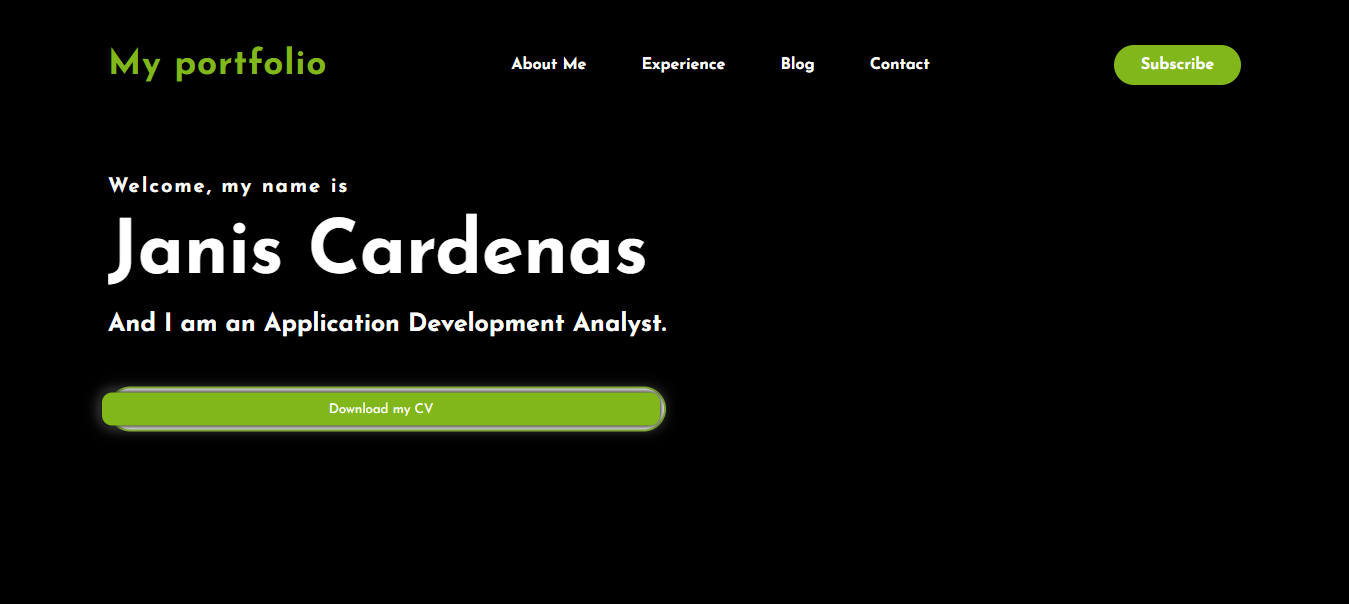 My portfolio
About Me Experience Blog Contact
Subscribe
Welcome, my name is
Janis Cardenas
And I am an Application Development Analyst.
Download my CV